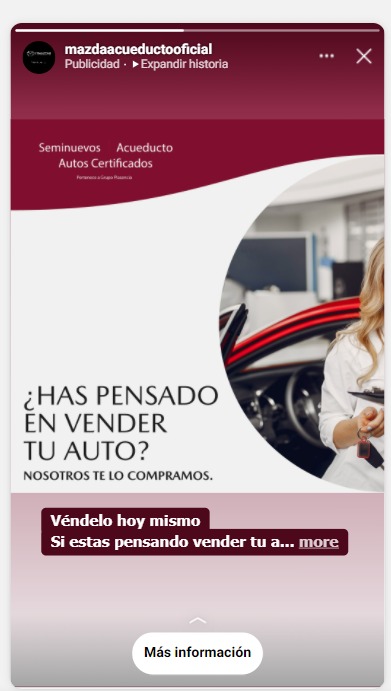 mazdaacueductooficial
Publicidad · Expandir historia
Seminuevos Acueducto
Autos Certificados
¿HAS PENSADO
EN VENDER
TU AUTO?
NOSOTROS TE LO COMPRAMOS.
Véndelo hoy mismo
Si estas pensando vender tu a... more
Más información